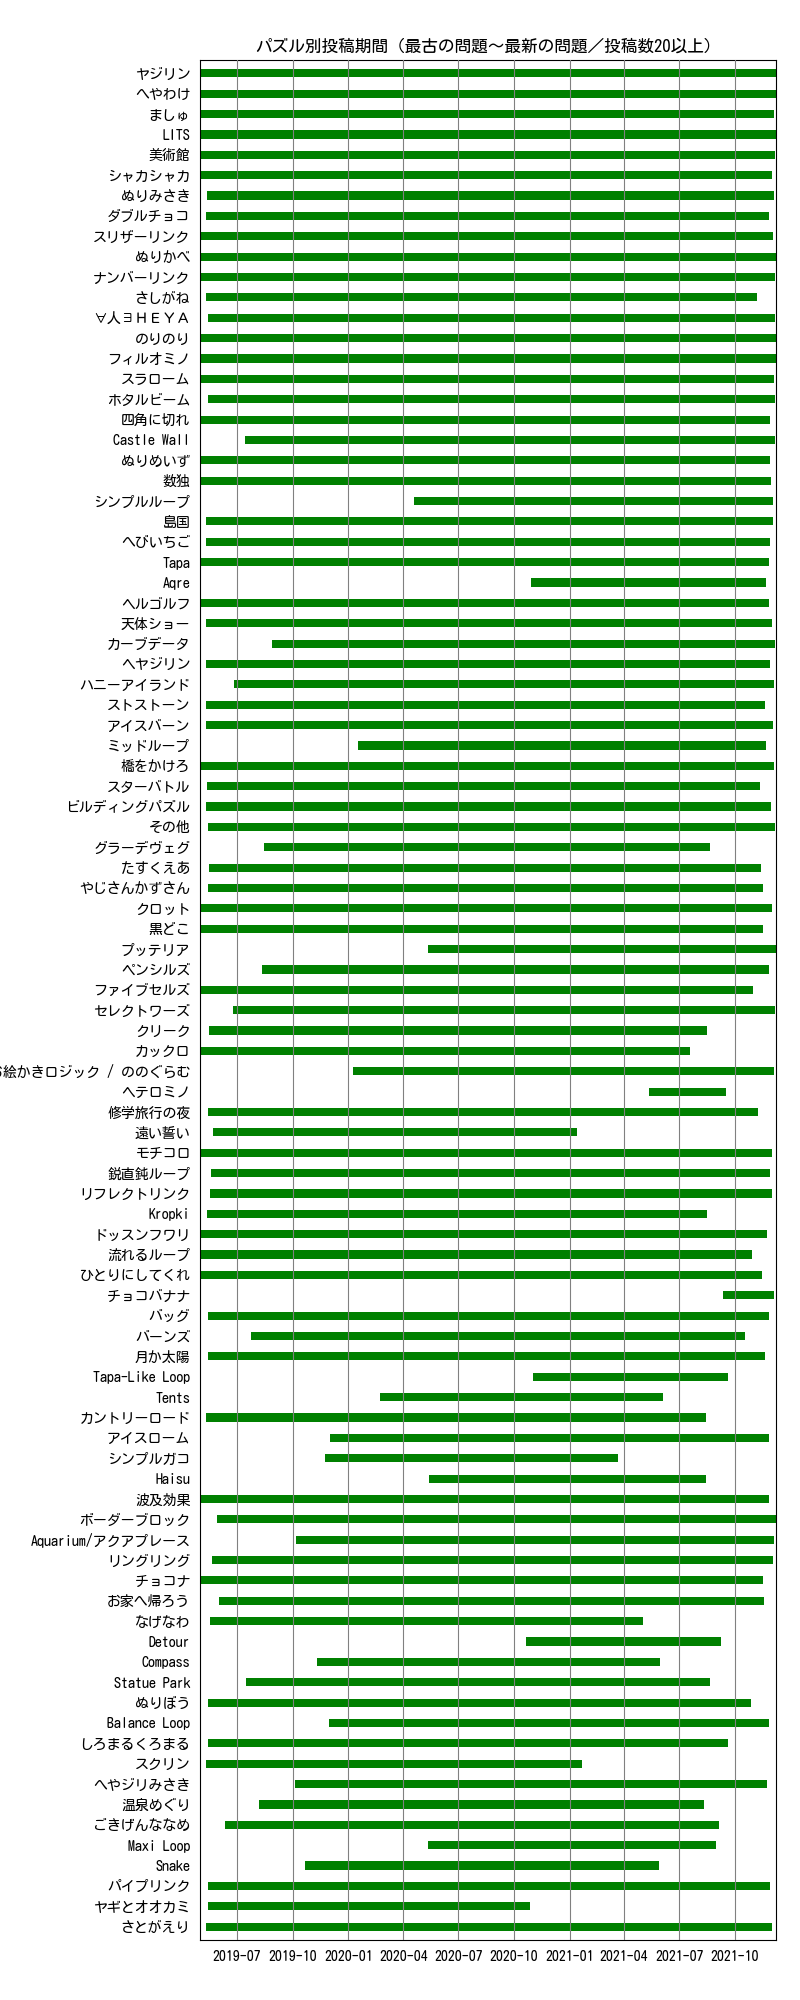 パズル別投稿期間（最古の問題～最新の問題／投稿数20以上）
ヤジリン
へやわけ
ましゅ
LITS
美術館
シャカシャカ
ぬりみさき
ダブルチョコ
スリザーリンク
ぬりかべ
ナンバーリンク
さしがね
∀人∃ＨＥＹＡ
のりのり
フィルオミノ
スラローム
ホタルビーム
四角に切れ
Castle Wall
ぬりめいず
数独
シンプルループ
島国
へびいちご
Tapa
Aqre
ヘルゴルフ
天体ショー
カーブデータ
ヘヤジリン
ハニーアイランド
ストストーン
アイスバーン
ミッドループ
橋をかけろ
スターバトル
ビルディングパズル
その他
グラーデヴェグ
たすくえあ
やじさんかずさん
クロット
黒どこ
プッテリア
ペンシルズ
ファイブセルズ
セレクトワーズ
クリーク
カックロ
絵かきロジック / ののぐらむ
ヘテロミノ
修学旅行の夜
遠い誓い
モチコロ
鋭直鈍ループ
リフレクトリンク
Kropki
ドッスンフワリ
流れるループ
ひとりにしてくれ
チョコバナナ
バッグ
バーンズ
月か太陽
Tapa-Like Loop
Tents
カントリーロード
アイスローム
シンプルガコ
Haisu
波及効果
ボーダーブロック
Aquarium/アクアプレース
リングリング
チョコナ
お家へ帰ろう
なげなわ
Detour
Compass
Statue Park
ぬりぼう
Balance Loop
しろまるくろまる
スクリン
へやジリみさき
温泉めぐり
ごきげんななめ
Maxi Loop
Snake
パイプリンク
ヤギとオオカミ
さとがえり
2019-07 2019-10 2020-01 2020-04 2020-07 2020-10 2021-01 2021-04 2021-07 2021-10